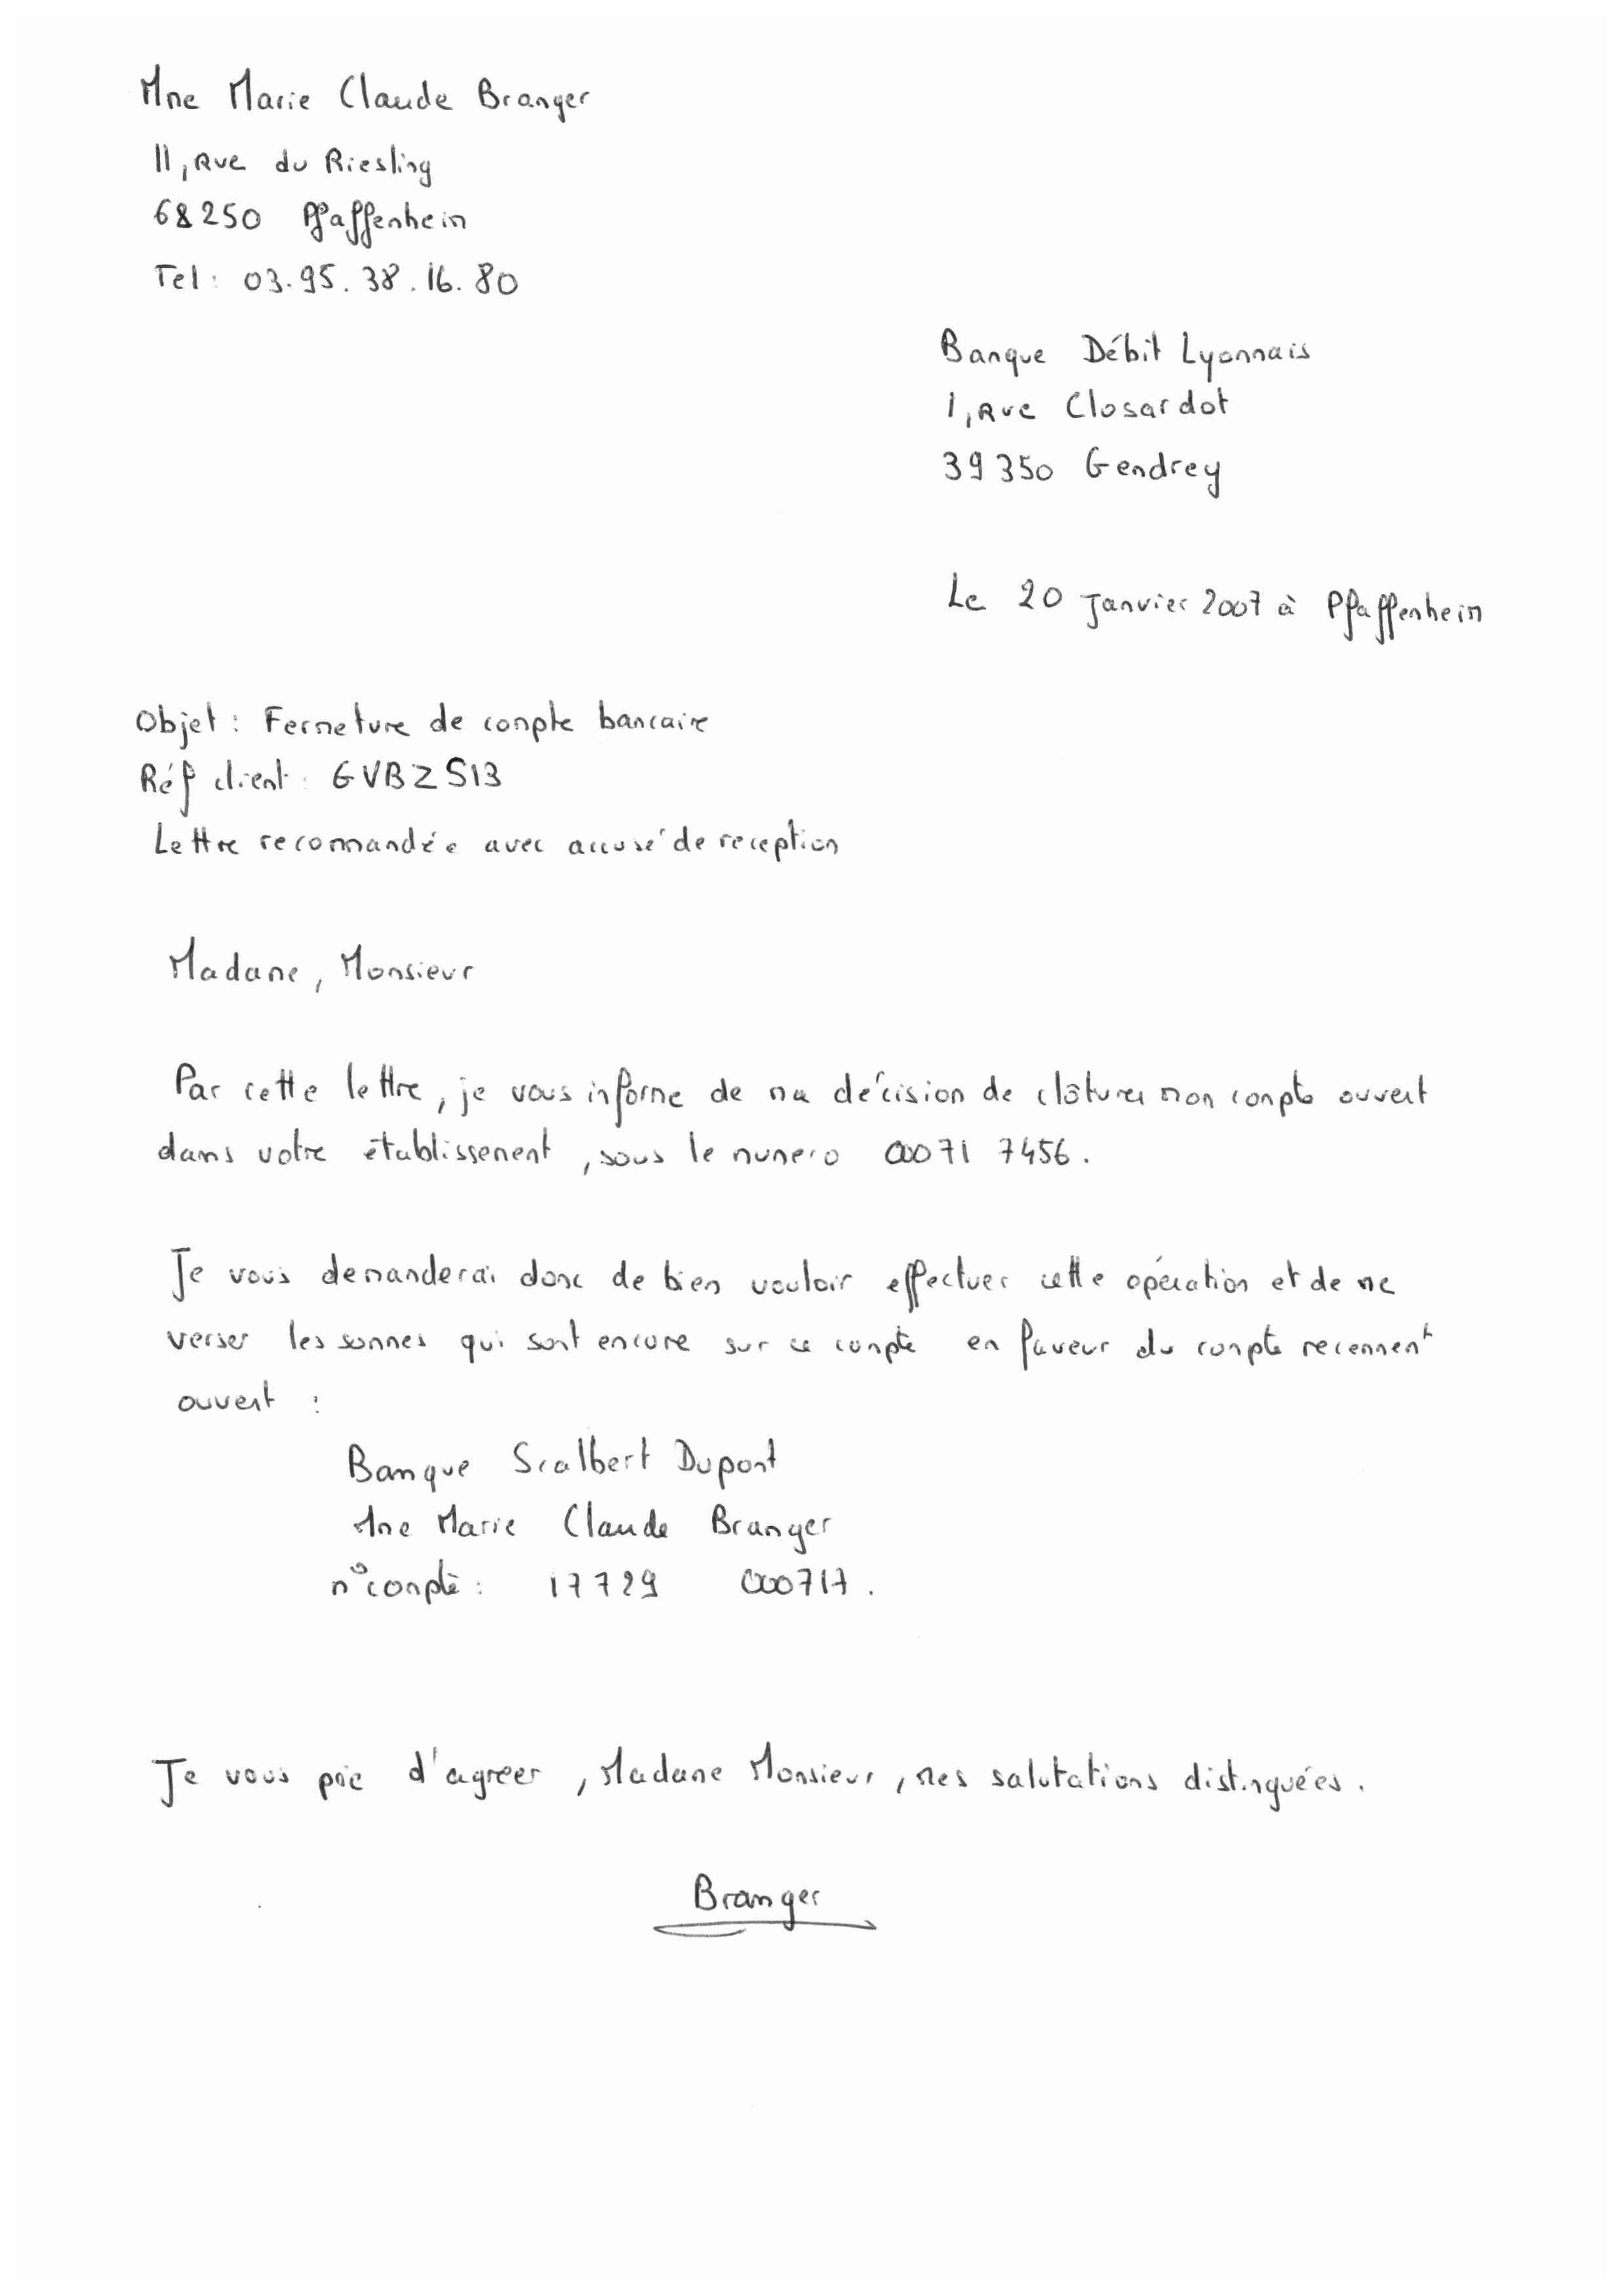 Mme Marie Claude Branger
11, Rue du Riesling
68250 Pfaffenheim
Tel : 03.95.38.16.80
Banque Débit Lyonnais
1, Rue Closardot
39350 Gendrey
Le 20 Janvier 2007 à Pfaffenheim
Objet : Fermeture de compte bancaire
Réf client : GVBZS13
Lettre recommandée avec accusé de reception
Madame, Monsieur
Par cette lettre, je vous informe de ma décision de clôturer mon compte ouvert
dans votre établissement, sous le numero 00071 7456.
Je vous demanderai donc de bien vouloir effectuer cette opération et de me
verser les sommes qui sont encore sur ce compte en faveur du compte recemment
ouvert :
Banque Scalbert Dupont
Mme Marie Claude Branger
n° compte : 17729 000717.
Je vous prie d'agreer, Madame Monsieur, mes salutations distinguées.
Branger